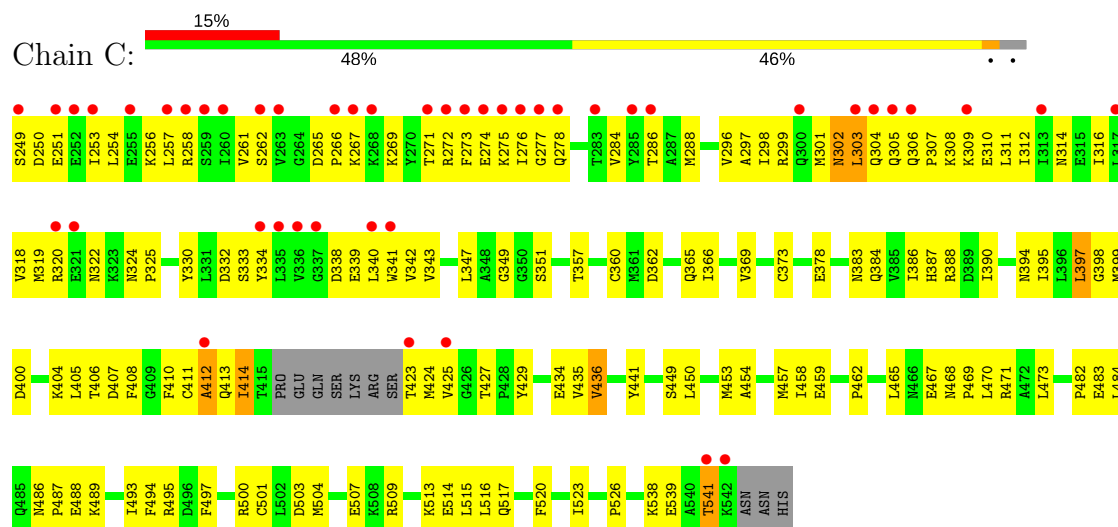 15%
Chain C:
48% 46% • •
S249 D250 E251 E252 I253 L254 E255 K256 L257 R258 S259 I260 V261 S262 V263 G264 D265 P266 K267 K268 K269 Y270 T271 R272 F273 E274 K275 I276 G277 Q278 T283 V284 Y285 T286 A287 M288 V296 A297 I298 R299 Q300 M301 N302 L303 Q304 Q305 Q306 P307 K308 K309 E310 L311 I312 I313 N314 E315 I316 L317
V318 M319 R320 E321 N322 K323 N324 P325 Y330 L331 D332 S333 Y334 L335 V336 G337 D338 E339 L340 W341 V342 V343 L347 A348 G349 G350 S351 T357 C360 M361 D362 Q365 I366 V369 C373 E378 N383 Q384 V385 I386 H387 R388 D389 I390 N394 I395 L396 L397 G398 M399
D400 K404 L405 T406 D407 F408 G409 F410 C411 A412 Q413 I414 T415 PRO GLU GLN SER LYS ARG SER T423 M424 V425 G426 T427 P428 Y429 E434 V435 V436 Y441 S449 L450 M453 A454 M457 I458 E459 P462 L465 N466 E467 N468 P469 L470 R471 A472 L473 P482 E483 L484
Q485 N486 P487 E488 K489 I493 F494 R495 D496 F497 R500 C501 L502 D503 M504 E507 K508 R509 K513 E514 L515 L516 Q517 F520 I523 P526 K538 E539 A540 T541 K542 ASN ASN HIS